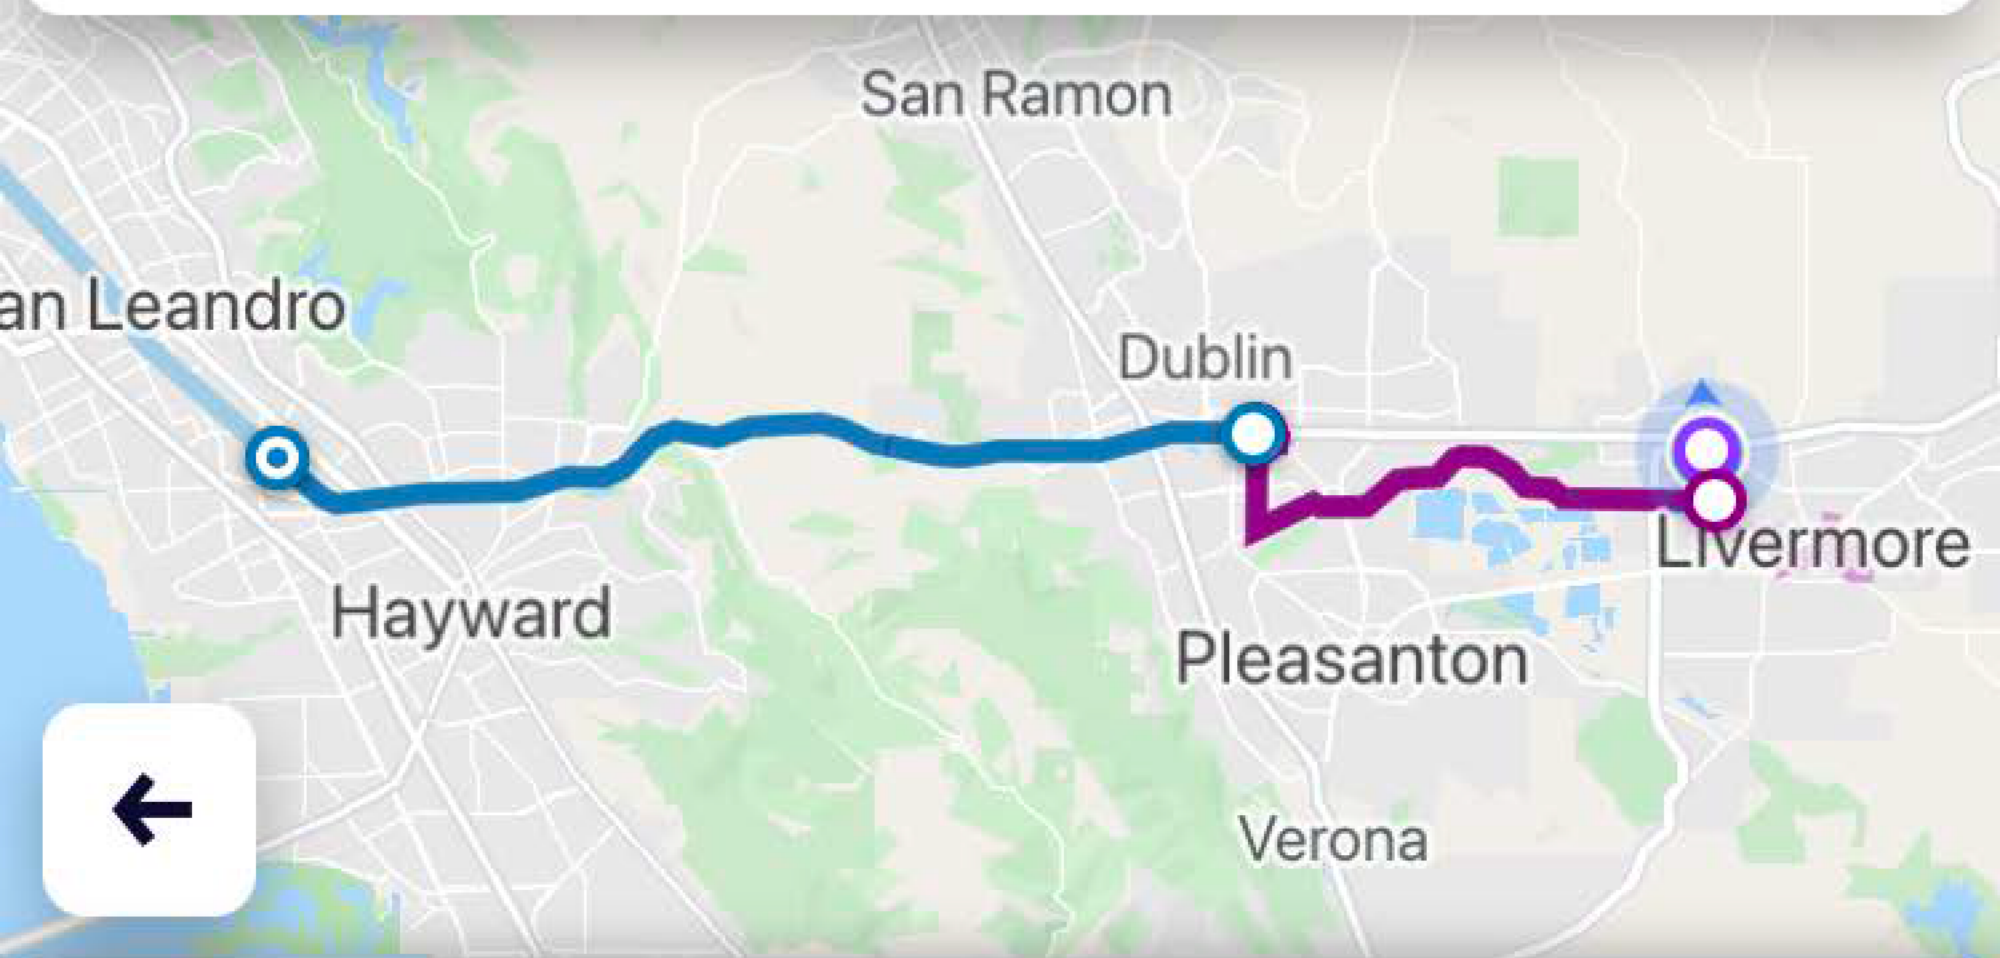 San Ramon
an Leandro
Dublin
Livermore
Hayward
Pleasanton
Verona